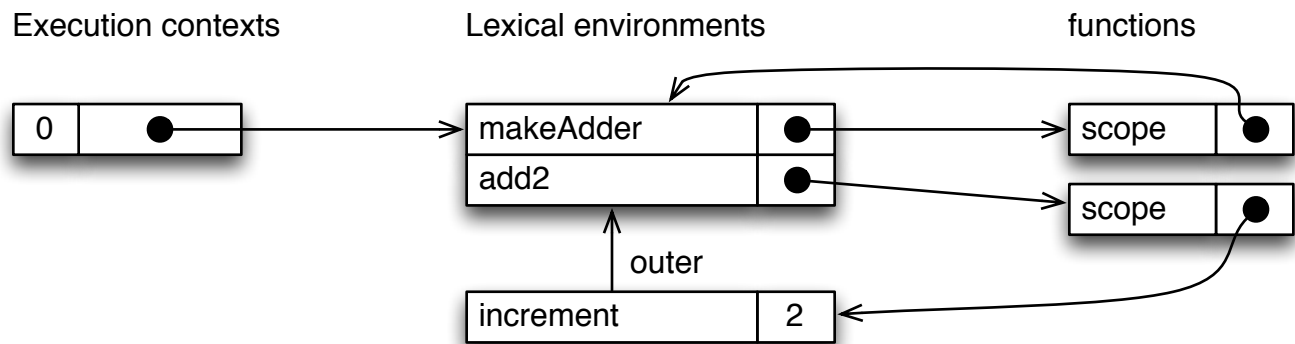 Execution contexts
Lexical environments
functions
0
makeAdder
scope
add2
scope
outer
increment
2